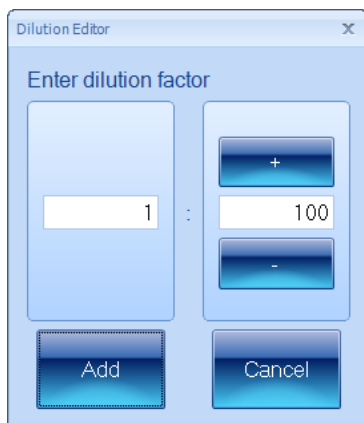 Dilution Editor x
Enter dilution factor
+
1 : 100
-
Add Cancel